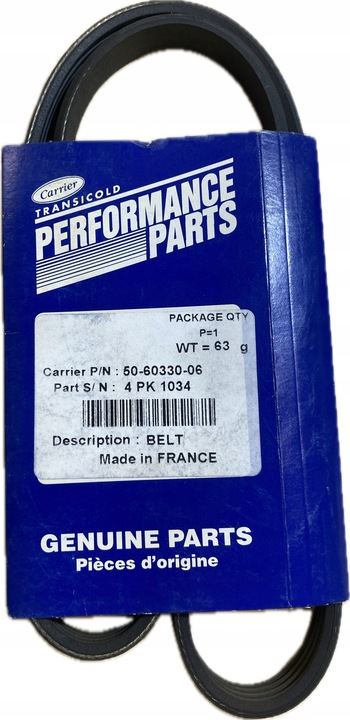 Carrier
TRANSICOLD
PERFORMANCE
PARTS
PACKAGE QTY
P=1
WT = 63 g
Carrier P/N : 50-60330-06
Part S/N : 4 PK 1034
Description : BELT
Made in FRANCE
GENUINE PARTS
Pièces d'origine